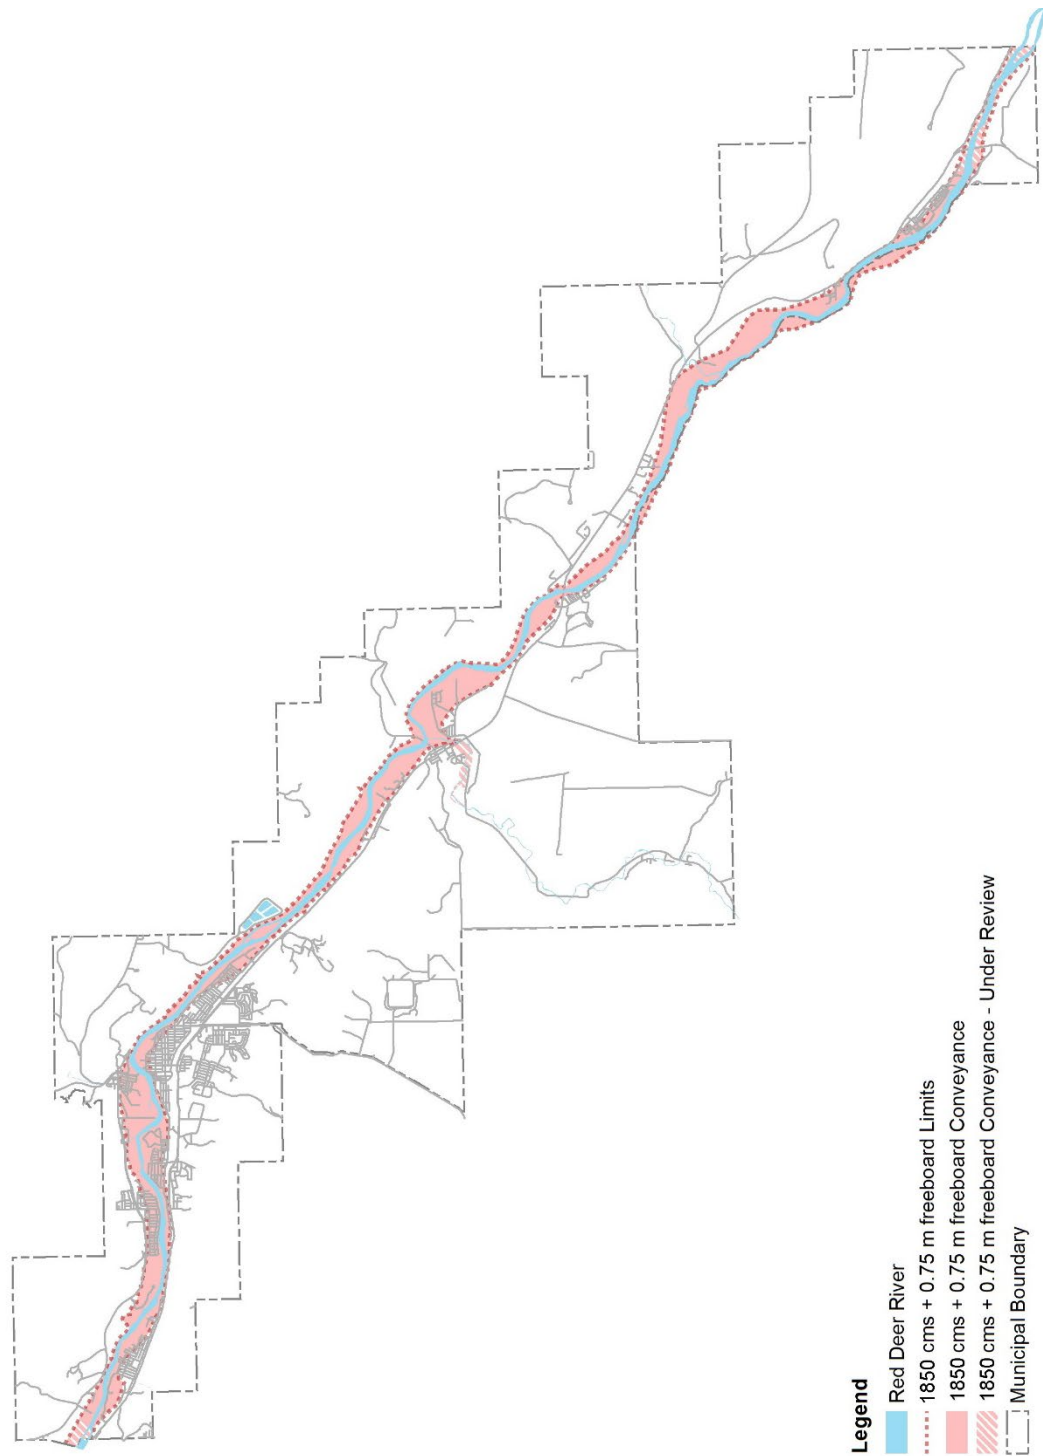 Legend
Red Deer River
1850 cms + 0.75 m freeboard Limits
1850 cms + 0.75 m freeboard Conveyance
1850 cms + 0.75 m freeboard Conveyance - Under Review
Municipal Boundary